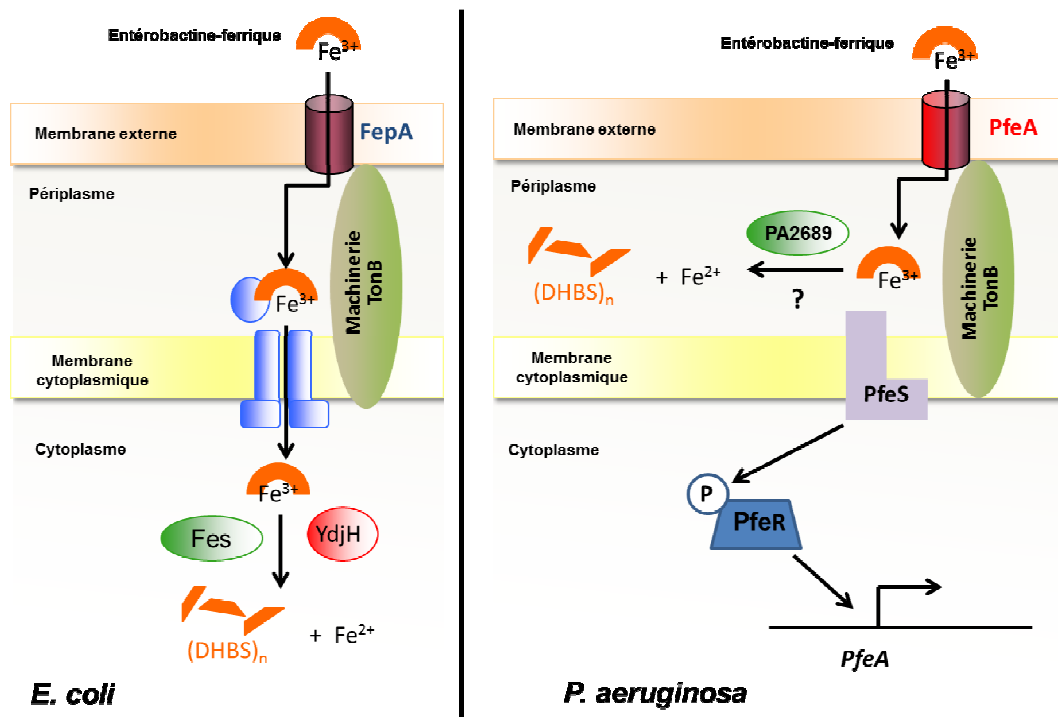 Entérobactine-ferrique
Fe3+
Membrane externe
FepA
Périplasme
Machinerie
TonB
Fe3+
Membrane
cytoplasmique
Cytoplasme
Fe3+
Fes
YdjH
(DHBS)n
+ Fe2+
E. coli
Entérobactine-ferrique
Fe3+
Membrane externe
PfeA
Périplasme
PA2689
Machinerie
TonB
Fe3+
+ Fe2+
(DHBS)n
?
Membrane
cytoplasmique
PfeS
Cytoplasme
P
PfeR
PfeA
P. aeruginosa